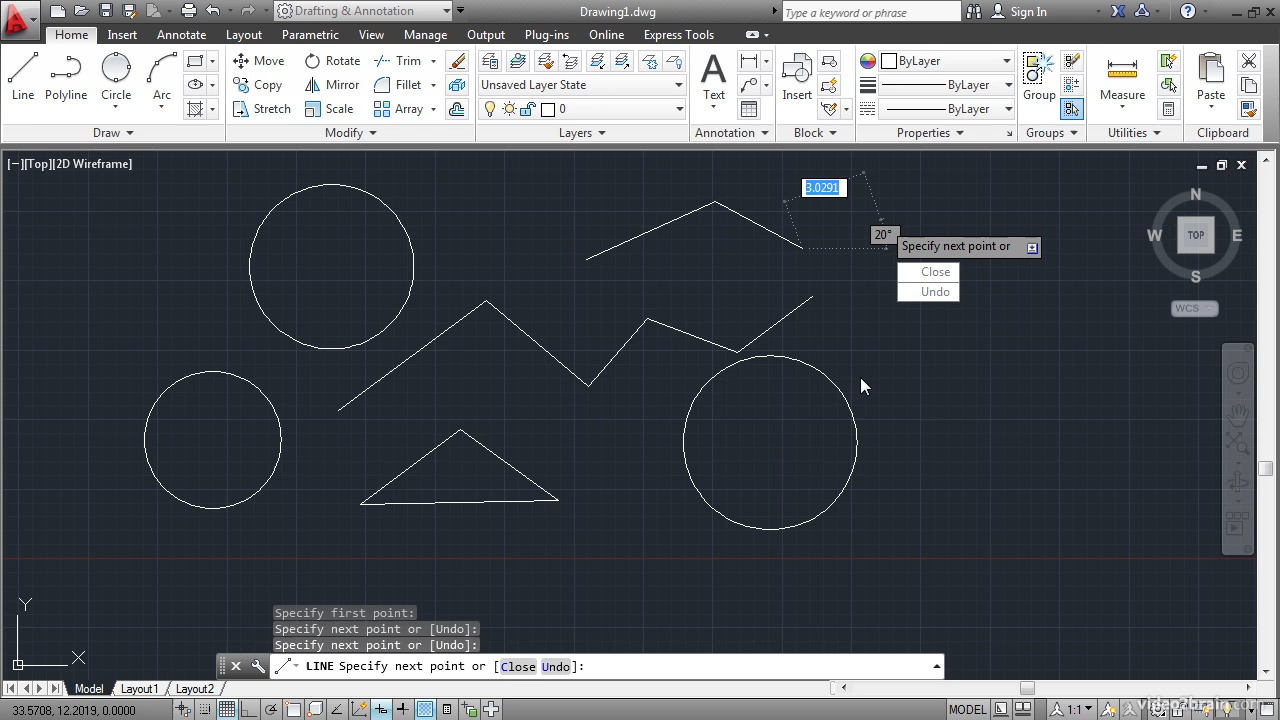 Drafting & Annotation
Drawing1.dwg
Type a keyword or phrase
Sign In
Home Insert Annotate Layout Parametric View Manage Output Plug-ins Online Express Tools
Line Polyline Circle Arc
Move Rotate Trim
Copy Mirror Fillet
Stretch Scale Array
Unsaved Layer State
0
Text
Insert
ByLayer
ByLayer
ByLayer
Group
Measure
Paste
Draw Modify Layers Annotation Block Properties Groups Utilities Clipboard
[−][Top][2D Wireframe]
3.0291
20°
Specify next point or
Close
Undo
N
W TOP E
S
WCS
Y
X
Specify first point:
Specify next point or [Undo]:
Specify next point or [Undo]:
LINE Specify next point or [Close Undo]:
Model Layout1 Layout2
33.5708, 12.2019, 0.0000
MODEL
1:1
video2brain.com